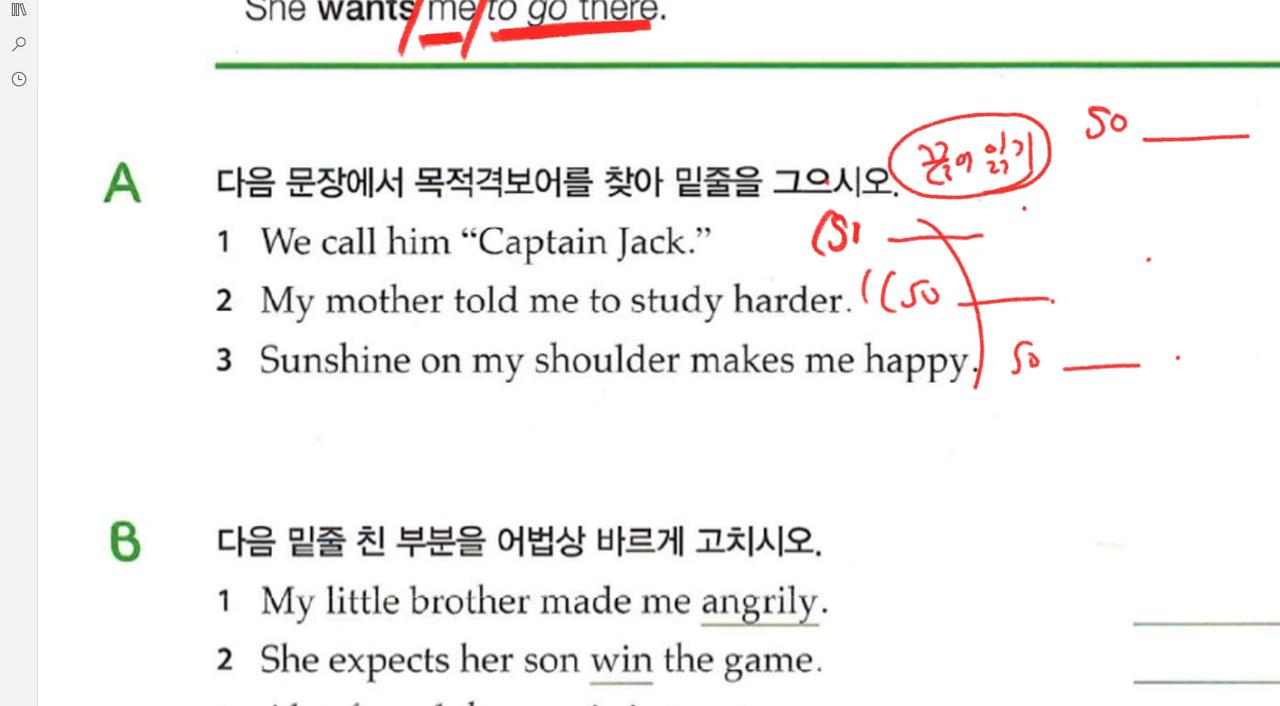 She wants me to go there.
A 다음 문장에서 목적격보어를 찾아 밑줄을 그으시오. 끊어 읽기 so
1 We call him “Captain Jack.”
2 My mother told me to study harder. so
3 Sunshine on my shoulder makes me happy. so
B 다음 밑줄 친 부분을 어법상 바르게 고치시오.
1 My little brother made me angrily.
2 She expects her son win the game.